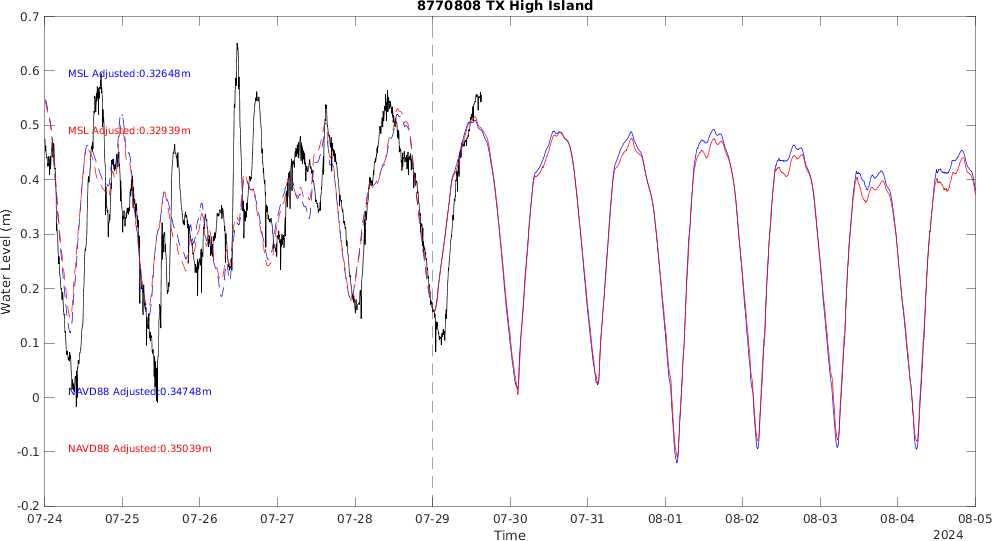 8770808 TX High Island
0.7
0.6
0.5
0.4
0.3
0.2
0.1
0
-0.1
-0.2
Water Level (m)
MSL Adjusted:0.32648m
MSL Adjusted:0.32939m
NAVD88 Adjusted:0.34748m
NAVD88 Adjusted:0.35039m
07-24 07-25 07-26 07-27 07-28 07-29 07-30 07-31 08-01 08-02 08-03 08-04 08-05
Time
2024